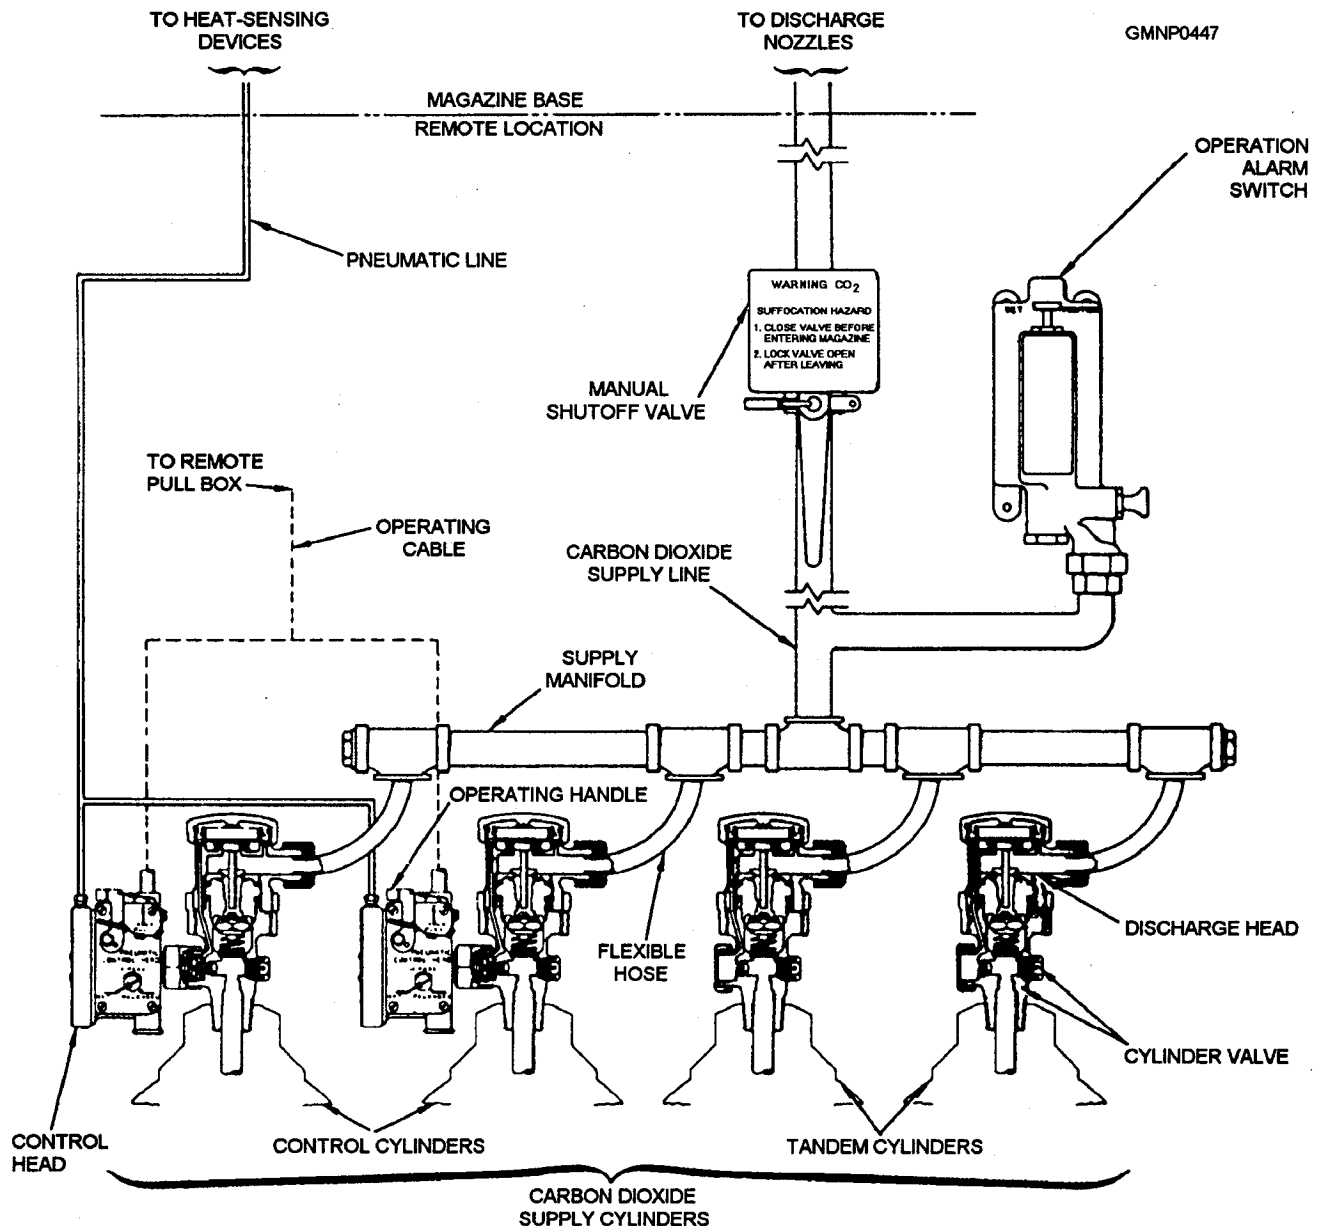 TO HEAT-SENSING
DEVICES
TO DISCHARGE
NOZZLES
GMNP0447
MAGAZINE BASE
REMOTE LOCATION
OPERATION
ALARM
SWITCH
PNEUMATIC LINE
WARNING CO2
SUFFOCATION HAZARD
1. CLOSE VALVE BEFORE
ENTERING MAGAZINE
2. LOCK VALVE OPEN
AFTER LEAVING
MANUAL
SHUTOFF VALVE
TO REMOTE
PULL BOX
OPERATING
CABLE
CARBON DIOXIDE
SUPPLY LINE
SUPPLY
MANIFOLD
OPERATING HANDLE
FLEXIBLE
HOSE
DISCHARGE HEAD
CYLINDER VALVE
CONTROL
HEAD
CONTROL CYLINDERS
TANDEM CYLINDERS
CARBON DIOXIDE
SUPPLY CYLINDERS